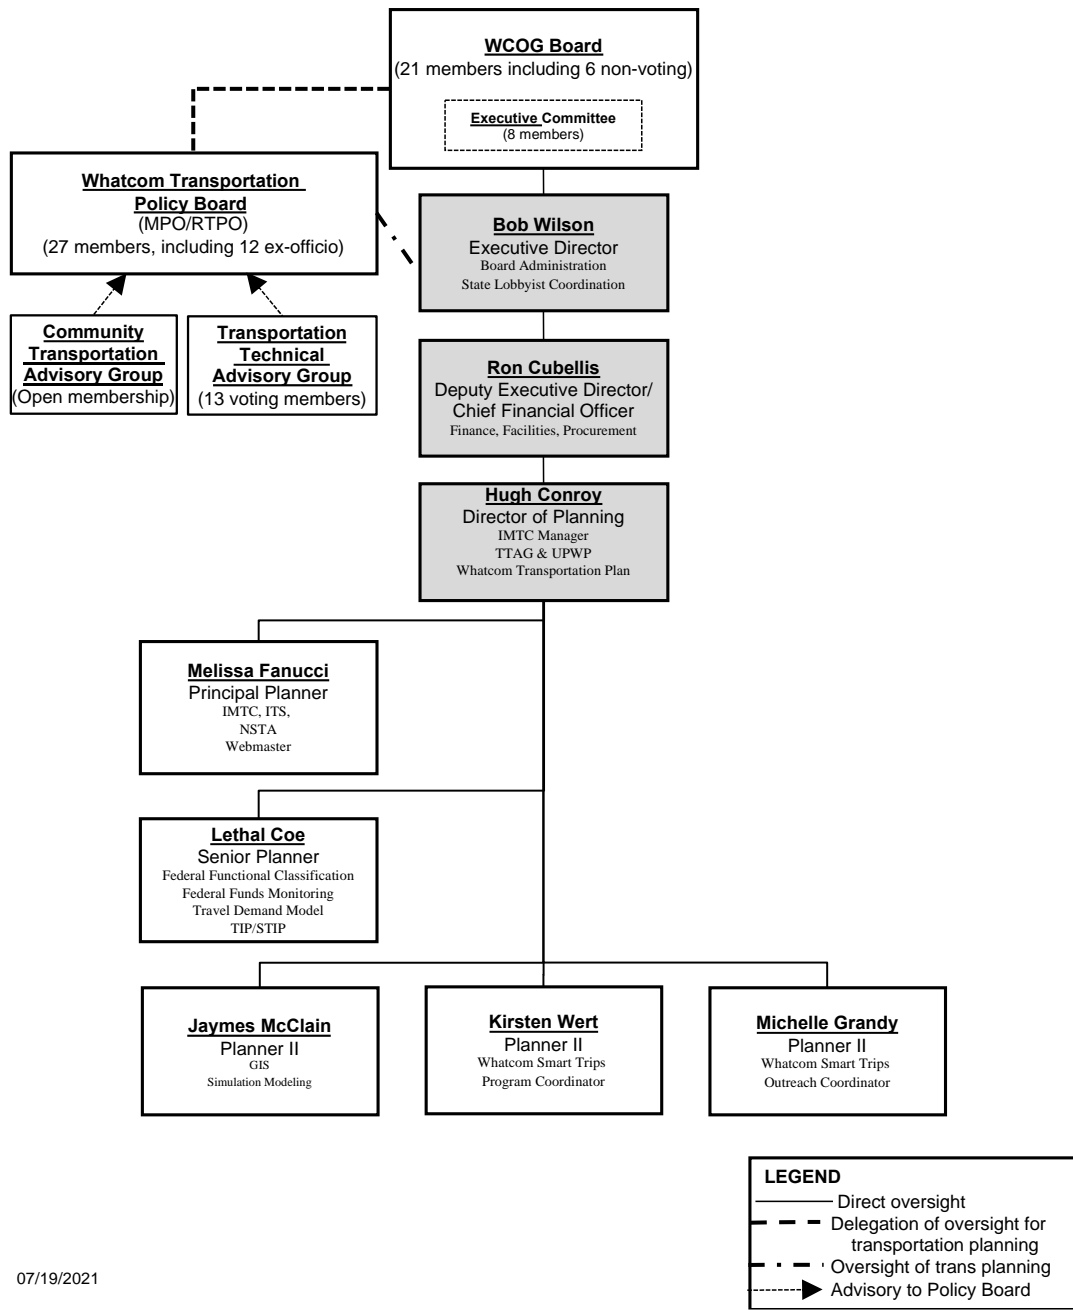 WCOG Board
(21 members including 6 non-voting)
Executive Committee
(8 members)
Whatcom Transportation
Policy Board
(MPO/RTPO)
(27 members, including 12 ex-officio)
Bob Wilson
Executive Director
Board Administration
State Lobbyist Coordination
Community
Transportation
Advisory Group
(Open membership)
Transportation
Technical
Advisory Group
(13 voting members)
Ron Cubellis
Deputy Executive Director/
Chief Financial Officer
Finance, Facilities, Procurement
Hugh Conroy
Director of Planning
IMTC Manager
TTAG & UPWP
Whatcom Transportation Plan
Melissa Fanucci
Principal Planner
IMTC, ITS,
NSTA
Webmaster
Lethal Coe
Senior Planner
Federal Functional Classification
Federal Funds Monitoring
Travel Demand Model
TIP/STIP
Jaymes McClain
Planner II
GIS
Simulation Modeling
Kirsten Wert
Planner II
Whatcom Smart Trips
Program Coordinator
Michelle Grandy
Planner II
Whatcom Smart Trips
Outreach Coordinator
LEGEND
Direct oversight
Delegation of oversight for
transportation planning
Oversight of trans planning
Advisory to Policy Board
07/19/2021